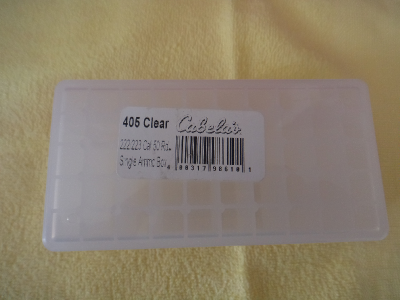 405 Clear Cabela's
222/223 Cal 50 Rd.
Single Ammo Box